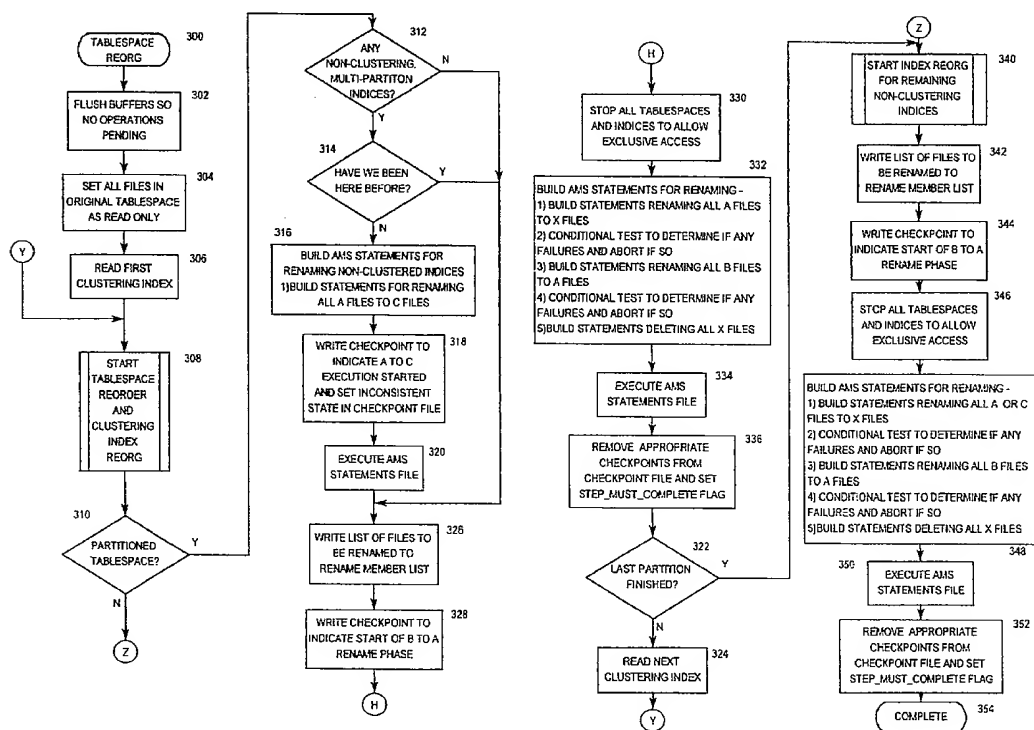 TABLESPACE
REORG
300
302
FLUSH BUFFERS SO
NO OPERATIONS
PENDING
304
SET ALL FILES IN
ORIGINAL TABLESPACE
AS READ ONLY
Y
306
READ FIRST
CLUSTERING INDEX
308
START
TABLESPACE
REORDER
AND
CLUSTERING
INDEX
REORG
310
PARTITIONED
TABLESPACE?
Y
N
Z
312
ANY
NON-CLUSTERING,
MULTI-PARTITON
INDICES?
N
Y
314
HAVE WE BEEN
HERE BEFORE?
Y
N
316
BUILD AMS STATEMENTS FOR
RENAMING NON-CLUSTERED INDICES
1)BUILD STATEMENTS FOR RENAMING
ALL A FILES TO C FILES
318
WRITE CHECKPOINT TO
INDICATE A TO C
EXECUTION STARTED
AND SET INCONSISTENT
STATE IN CHECKPOINT FILE
320
EXECUTE AMS
STATEMENTS FILE
326
WRITE LIST OF FILES TO
BE RENAMED TO
RENAME MEMBER LIST
328
WRITE CHECKPOINT TO
INDICATE START OF B TO A
RENAME PHASE
H
H
330
STOP ALL TABLESPACES
AND INDICES TO ALLOW
EXCLUSIVE ACCESS
332
BUILD AMS STATEMENTS FOR RENAMING -
1) BUILD STATEMENTS RENAMING ALL A FILES
TO X FILES
2) CONDITIONAL TEST TO DETERMINE IF ANY
FAILURES AND ABORT IF SO
3) BUILD STATEMENTS RENAMING ALL B FILES
TO A FILES
4) CONDITIONAL TEST TO DETERMINE IF ANY
FAILURES AND ABORT IF SO
5)BUILD STATEMENTS DELETING ALL X FILES
334
EXECUTE AMS
STATEMENTS FILE
336
REMOVE APPROPRIATE
CHECKPOINTS FROM
CHECKPOINT FILE AND SET
STEP_MUST_COMPLETE FLAG
322
LAST PARTITION
FINISHED?
Y
N
324
READ NEXT
CLUSTERING INDEX
Y
Z
340
START INDEX REORG
FOR REMAINING
NON-CLUSTERING
INDICES
342
WRITE LIST OF FILES TO
BE RENAMED TO
RENAME MEMBER LIST
344
WRITE CHECKPOINT TO
INDICATE START OF B TO A
RENAME PHASE
346
STOP ALL TABLESPACES
AND INDICES TO ALLOW
EXCLUSIVE ACCESS
BUILD AMS STATEMENTS FOR RENAMING -
1) BUILD STATEMENTS RENAMING ALL A OR C
FILES TO X FILES
2) CONDITIONAL TEST TO DETERMINE IF ANY
FAILURES AND ABORT IF SO
3) BUILD STATEMENTS RENAMING ALL B FILES
TO A FILES
4) CONDITIONAL TEST TO DETERMINE IF ANY
FAILURES AND ABORT IF SO
5)BUILD STATEMENTS DELETING ALL X FILES
348
350
EXECUTE AMS
STATEMENTS FILE
352
REMOVE APPROPRIATE
CHECKPOINTS FROM
CHECKPOINT FILE AND SET
STEP_MUST_COMPLETE FLAG
354
COMPLETE